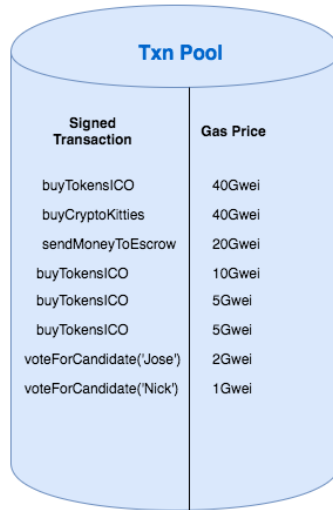 Txn Pool
Signed
Transaction
Gas Price
buyTokensICO 40Gwei
buyCryptoKitties 40Gwei
sendMoneyToEscrow 20Gwei
buyTokensICO 10Gwei
buyTokensICO 5Gwei
buyTokensICO 5Gwei
voteForCandidate('Jose') 2Gwei
voteForCandidate('Nick') 1Gwei